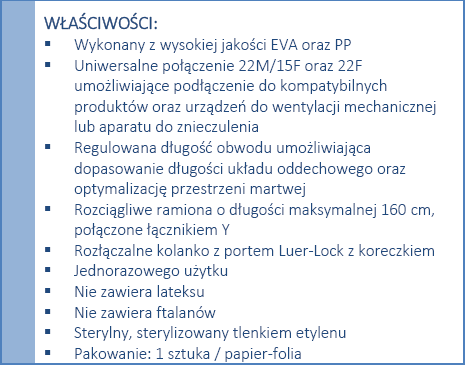 WŁAŚCIWOŚCI:
▪ Wykonany z wysokiej jakości EVA oraz PP
▪ Uniwersalne połączenie 22M/15F oraz 22F
umożliwiające podłączenie do kompatybilnych
produktów oraz urządzeń do wentylacji mechanicznej
lub aparatu do znieczulenia
▪ Regulowana długość obwodu umożliwiająca
dopasowanie długości układu oddechowego oraz
optymalizację przestrzeni martwej
▪ Rozciągliwe ramiona o długości maksymalnej 160 cm,
połączone łącznikiem Y
▪ Rozłączalne kolanko z portem Luer-Lock z koreczkiem
▪ Jednorazowego użytku
▪ Nie zawiera lateksu
▪ Nie zawiera ftalanów
▪ Sterylny, sterylizowany tlenkiem etylenu
▪ Pakowanie: 1 sztuka / papier-folia